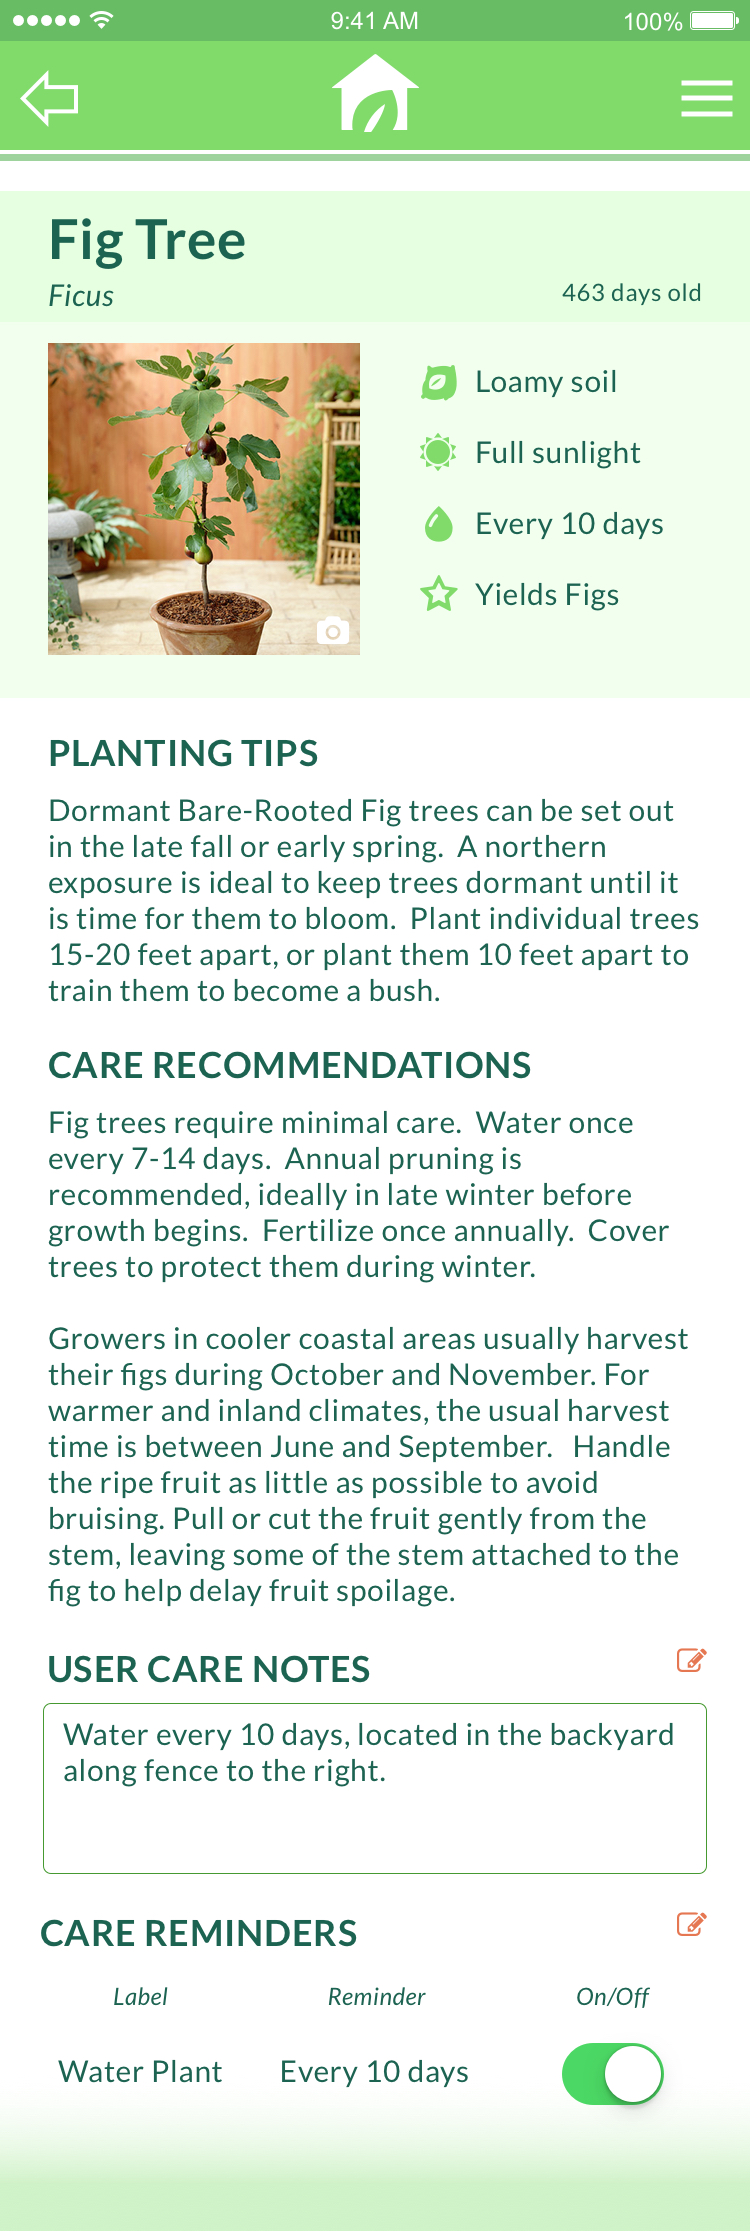 9:41 AM
100%
Fig Tree
Ficus
463 days old
Loamy soil
Full sunlight
Every 10 days
Yields Figs
PLANTING TIPS
Dormant Bare-Rooted Fig trees can be set out
in the late fall or early spring.  A northern
exposure is ideal to keep trees dormant until it
is time for them to bloom.  Plant individual trees
15-20 feet apart, or plant them 10 feet apart to
train them to become a bush.
CARE RECOMMENDATIONS
Fig trees require minimal care.  Water once
every 7-14 days.  Annual pruning is
recommended, ideally in late winter before
growth begins.  Fertilize once annually.  Cover
trees to protect them during winter.
Growers in cooler coastal areas usually harvest
their figs during October and November. For
warmer and inland climates, the usual harvest
time is between June and September.   Handle
the ripe fruit as little as possible to avoid
bruising. Pull or cut the fruit gently from the
stem, leaving some of the stem attached to the
fig to help delay fruit spoilage.
USER CARE NOTES
Water every 10 days, located in the backyard
along fence to the right.
CARE REMINDERS
Label Reminder On/Off
Water Plant Every 10 days